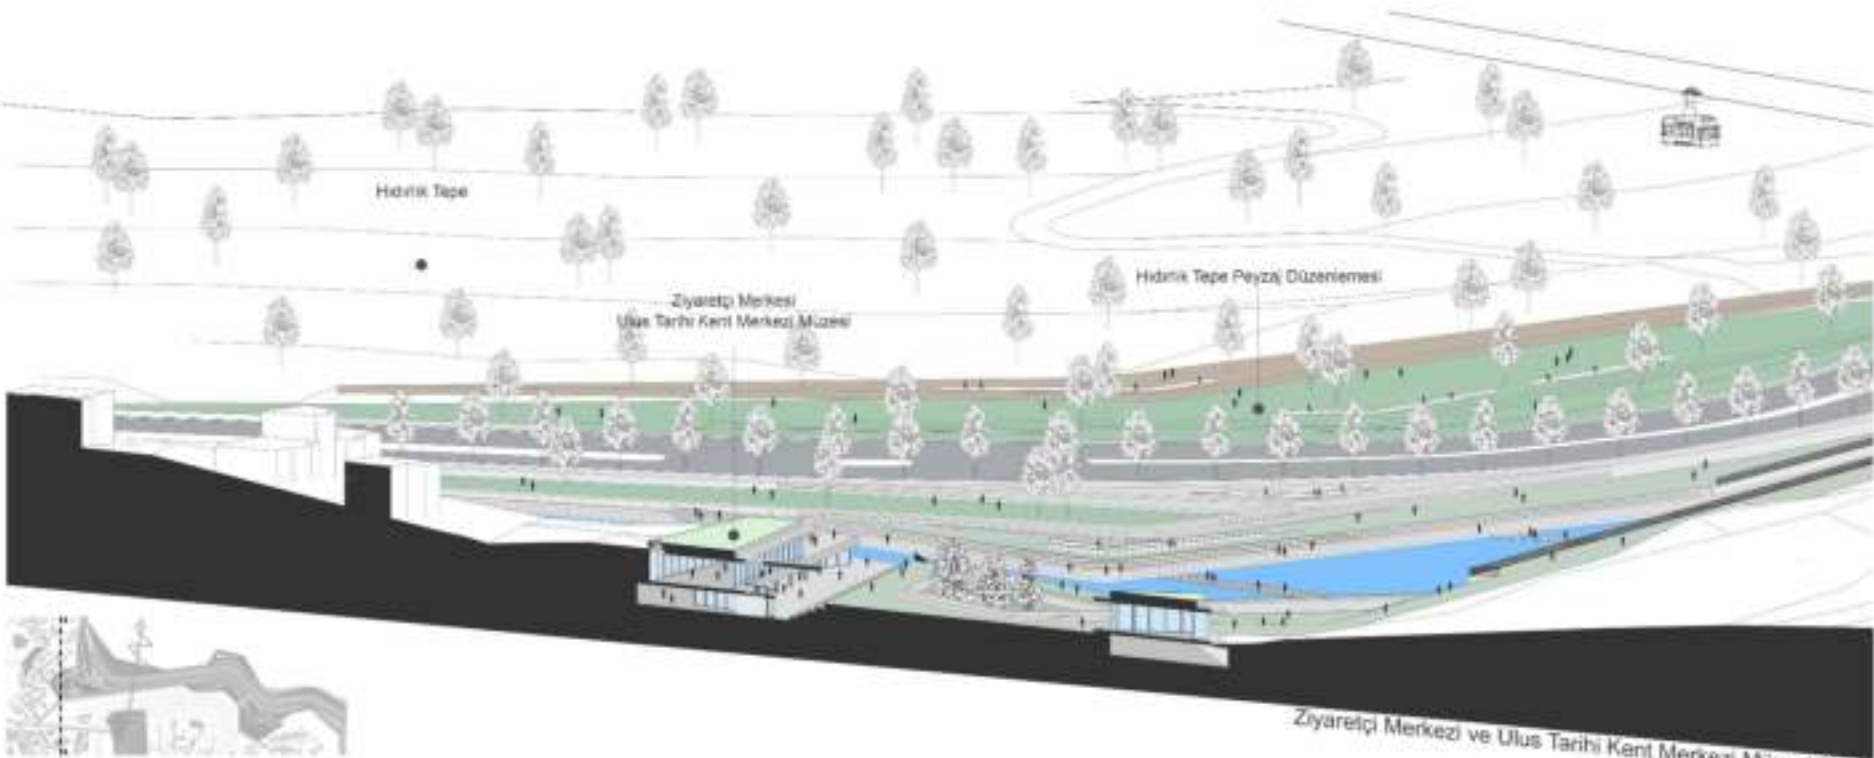 Hıdırlık Tepe
Ziyaretçi Merkesi
Ulus Tarihi Kent Merkezi Müzesi
Hıdırlık Tepe Peyzaj Düzenlemesi
Ziyaretçi Merkezi ve Ulus Tarihi Kent Merkezi